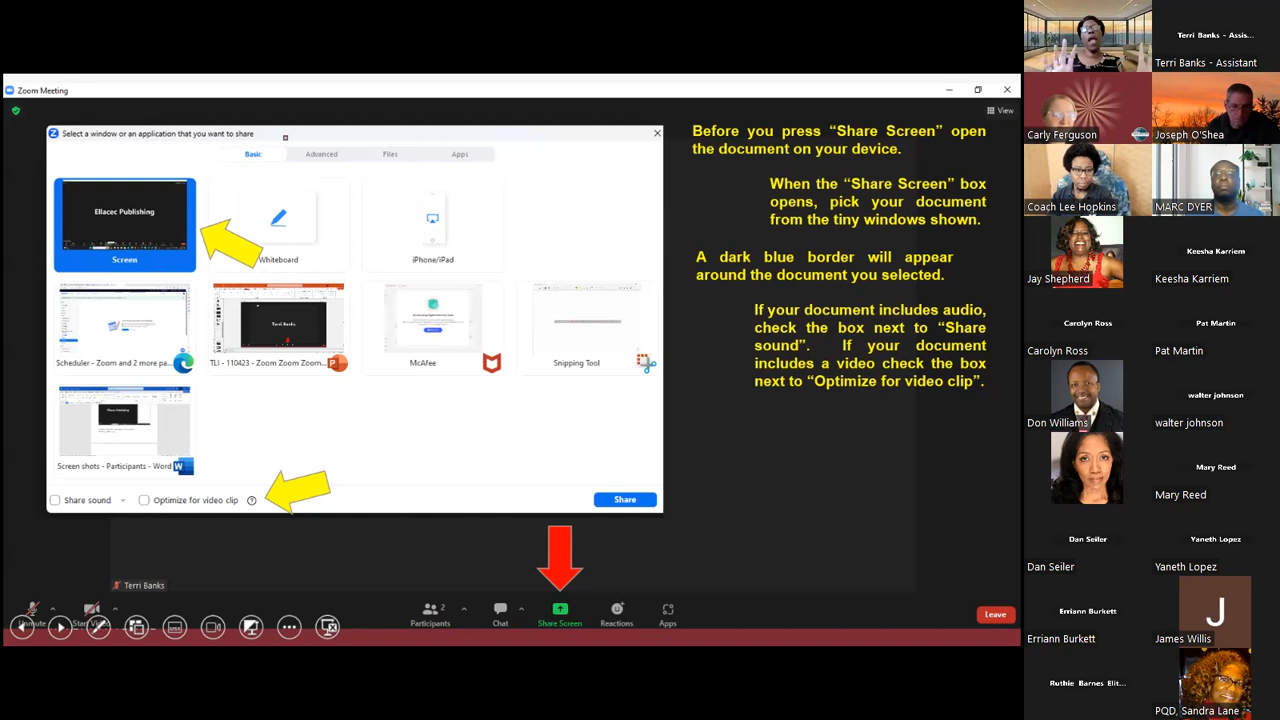 Zoom Meeting
View
Select a window or an application that you want to share
Basic
Advanced
Files
Apps
Ellacec Publishing
Screen
Whiteboard
iPhone/iPad
Scheduler - Zoom and 2 more pa...
TLI - 110423 - Zoom Zoom Zoom...
McAfee
Snipping Tool
Terri Banks.
Screen shots - Participants - Word
Share sound
Optimize for video clip
Share
Before you press “Share Screen” open
the document on your device.
When the “Share Screen” box
opens, pick your document
from the tiny windows shown.
A dark blue border will appear
around the document you selected.
If your document includes audio,
check the box next to “Share
sound”. If your document
includes a video check the box
next to “Optimize for video clip”.
Terri Banks
Unmute
Start Video
Participants
2
Chat
Share Screen
Reactions
Apps
Leave
Terri Banks - Assis...
Terri Banks - Assistant
Carly Ferguson
Joseph O'Shea
Coach Lee Hopkins
MARC DYER
Jay Shepherd
Keesha Karriem
Keesha Karriem
Carolyn Ross
Carolyn Ross
Pat Martin
Pat Martin
Don Williams
walter johnson
walter johnson
Mary Reed
Mary Reed
Dan Seiler
Dan Seiler
Yaneth Lopez
Yaneth Lopez
Erriann Burkett
Erriann Burkett
J
James Willis
Ruthie Barnes Elit...
PQD, Sandra Lane